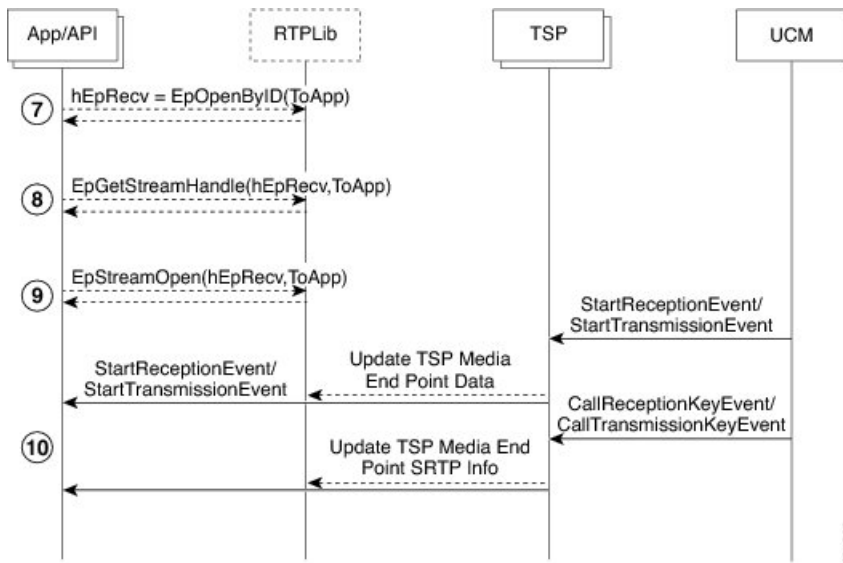 App/API
RTPLib
TSP
UCM
hEpRecv = EpOpenByID(ToApp)
7
EpGetStreamHandle(hEpRecv,ToApp)
8
EpStreamOpen(hEpRecv,ToApp)
9
StartReceptionEvent/
StartTransmissionEvent
StartReceptionEvent/
StartTransmissionEvent
Update TSP Media
End Point Data
CallReceptionKeyEvent/
CallTransmissionKeyEvent
10
Update TSP Media End
Point SRTP Info